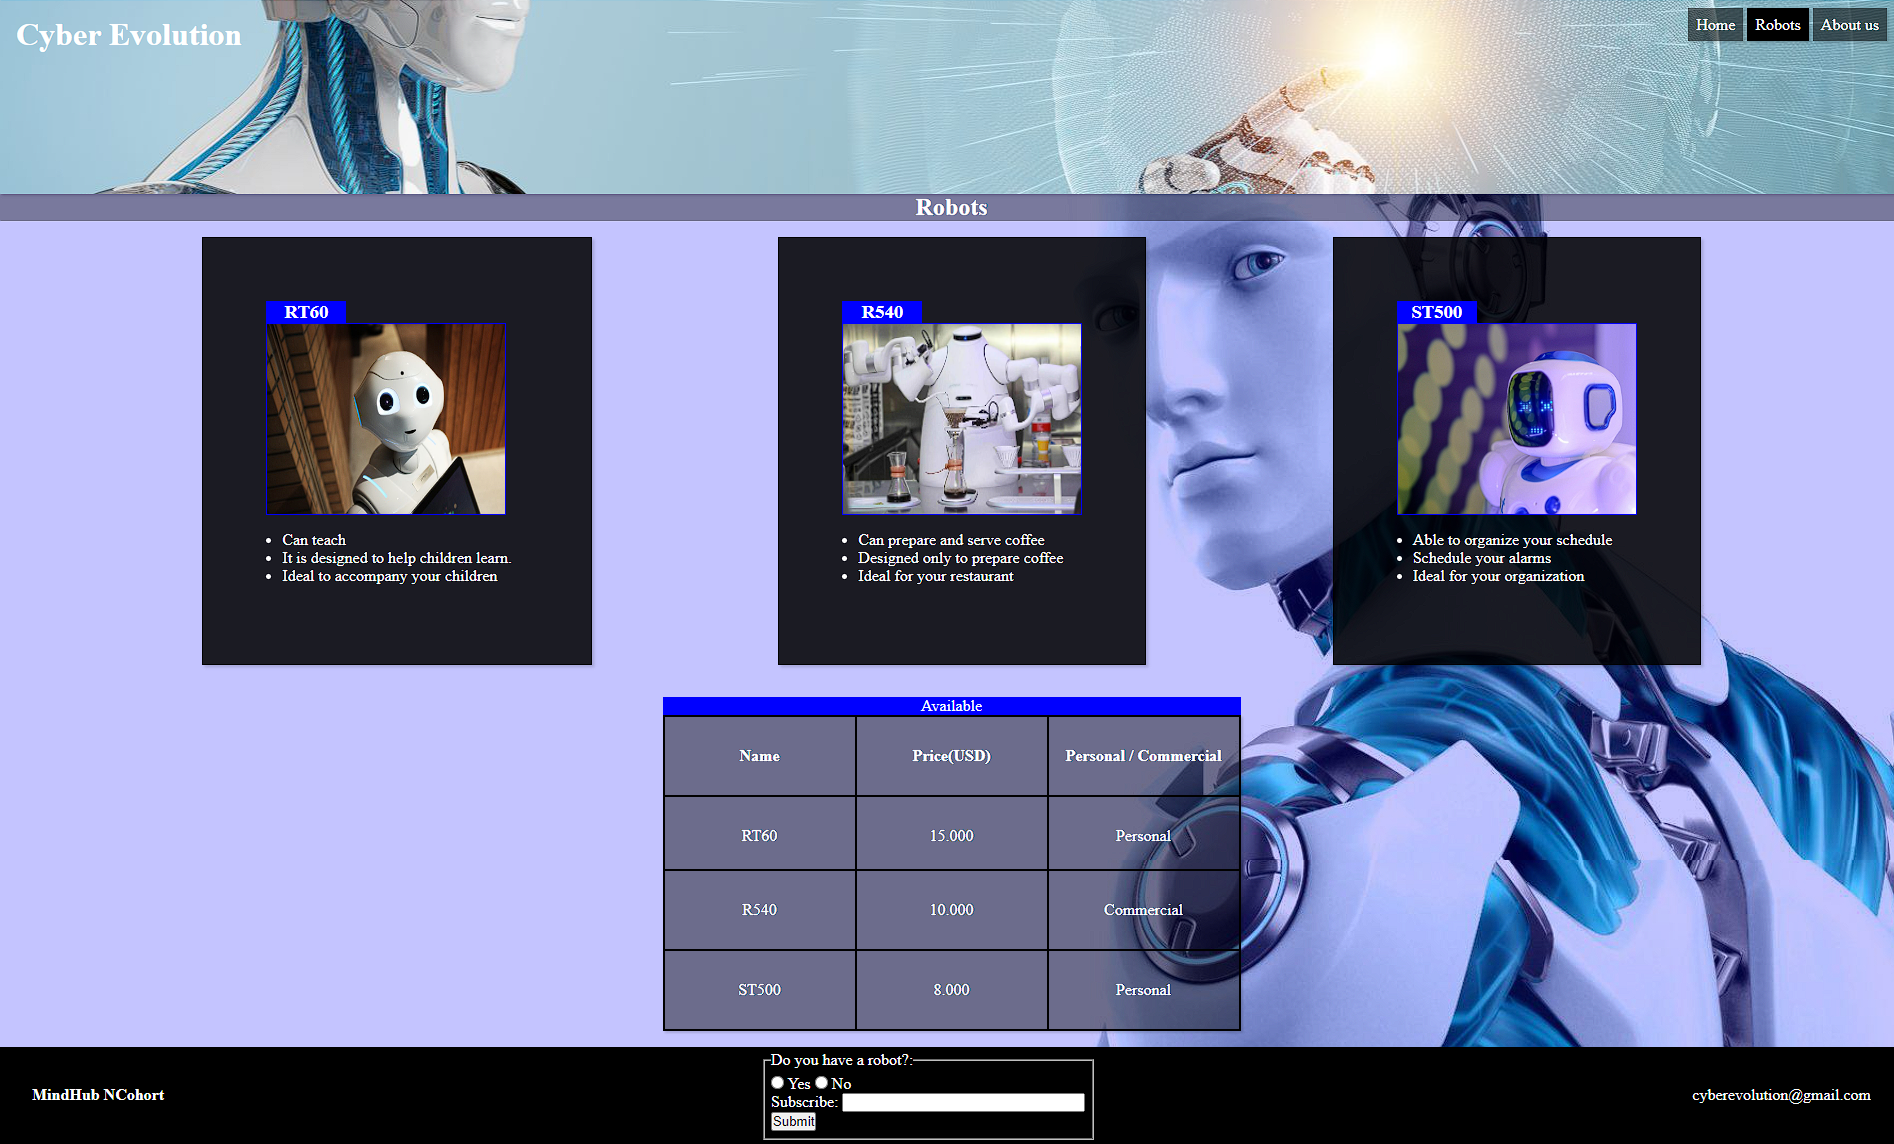 Cyber Evolution
Home Robots About us
Robots
RT60
Can teach
It is designed to help children learn.
Ideal to accompany your children
R540
Can prepare and serve coffee
Designed only to prepare coffee
Ideal for your restaurant
ST500
Able to organize your schedule
Schedule your alarms
Ideal for your organization
Available
Name Price(USD) Personal / Commercial
RT60 15.000 Personal
R540 10.000 Commercial
ST500 8.000 Personal
MindHub NCohort
Do you have a robot?:
Yes No
Subscribe:
Submit
cyberevolution@gmail.com